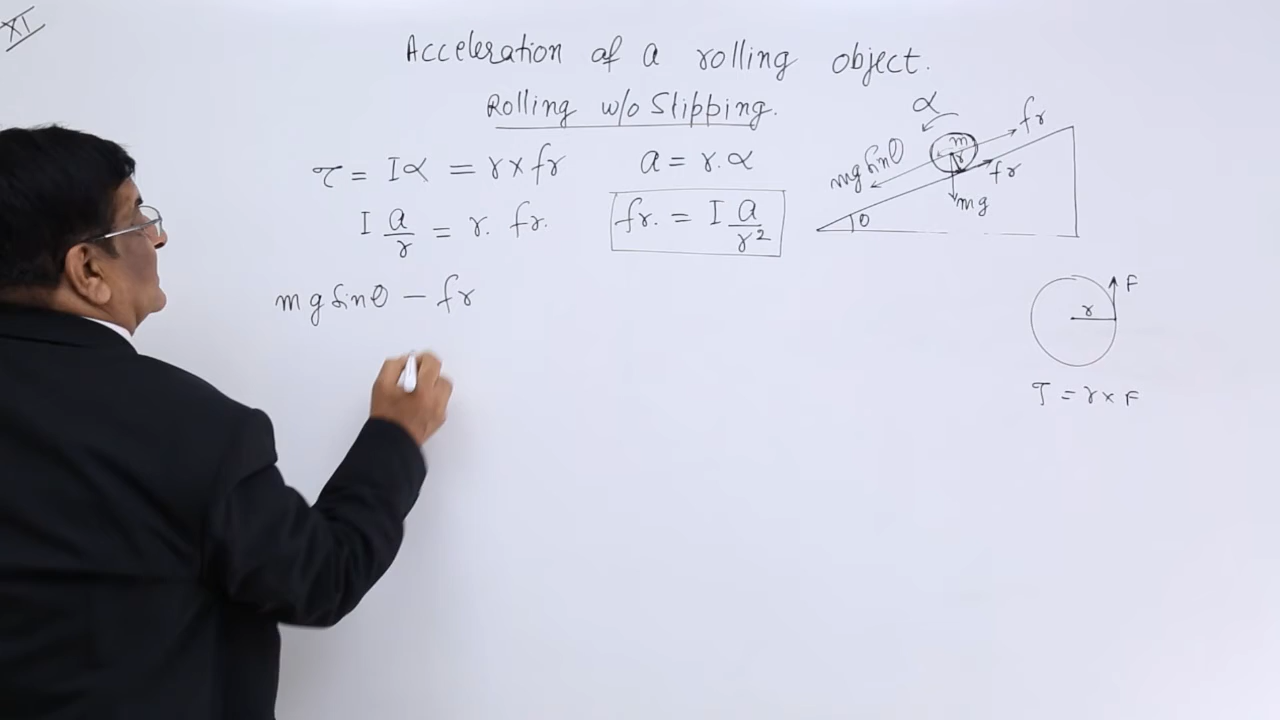 XI
Acceleration of a rolling object.
Rolling w/o Slipping.
τ = Iα = r × fr
a = r. α
I a/r = r. fr.
fr. = I a/r²
mg sinθ − fr
α
fr
mg sinθ
m
r
fr
mg
θ
F
r
τ = r × F